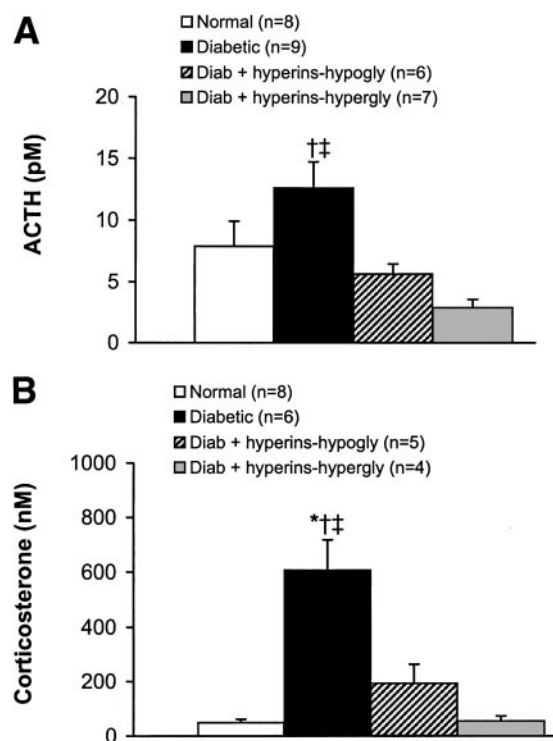 A
Normal (n=8)
Diabetic (n=9)
Diab + hyperins-hypogly (n=6)
Diab + hyperins-hypergly (n=7)
20
15
10
5
0
ACTH (pM)
†‡
B
Normal (n=8)
Diabetic (n=6)
Diab + hyperins-hypogly (n=5)
Diab + hyperins-hypergly (n=4)
1000
800
600
400
200
0
Corticosterone (nM)
*†‡